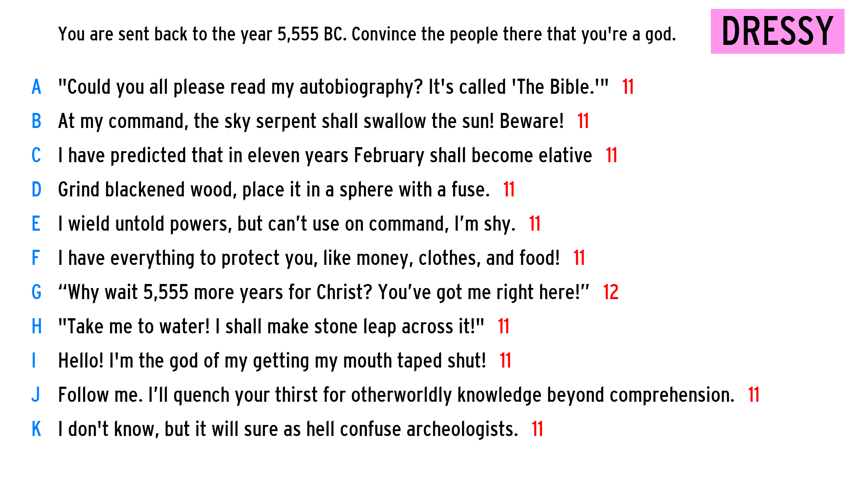 You are sent back to the year 5,555 BC. Convince the people there that you're a god.
DRESSY
A "Could you all please read my autobiography? It's called 'The Bible.'" 11
B At my command, the sky serpent shall swallow the sun! Beware! 11
C I have predicted that in eleven years February shall become elative 11
D Grind blackened wood, place it in a sphere with a fuse. 11
E I wield untold powers, but can’t use on command, I’m shy. 11
F I have everything to protect you, like money, clothes, and food! 11
G “Why wait 5,555 more years for Christ? You’ve got me right here!” 12
H "Take me to water! I shall make stone leap across it!" 11
I Hello! I'm the god of my getting my mouth taped shut! 11
J Follow me. I’ll quench your thirst for otherworldly knowledge beyond comprehension. 11
K I don't know, but it will sure as hell confuse archeologists. 11